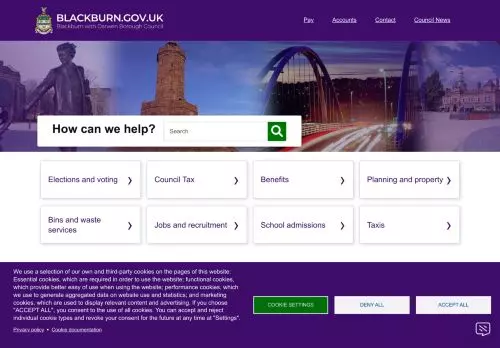 BLACKBURN.GOV.UK
Blackburn with Darwen Borough Council
Pay
Accounts
Contact
Council News
How can we help?
Search
Elections and voting
Council Tax
Benefits
Planning and property
Bins and waste
services
Jobs and recruitment
School admissions
Taxis
We use a selection of our own and third-party cookies on the pages of this website:
Essential cookies, which are required in order to use the website; functional cookies,
which provide better easy of use when using the website; performance cookies, which
we use to generate aggregated data on website use and statistics; and marketing
cookies, which are used to display relevant content and advertising. If you choose
"ACCEPT ALL", you consent to the use of all cookies. You can accept and reject
individual cookie types and revoke your consent for the future at any time at "Settings".
Privacy policy • Cookie documentation
COOKIE SETTINGS
DENY ALL
ACCEPT ALL